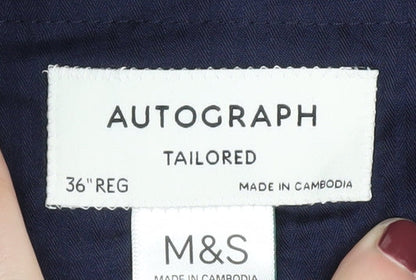 AUTOGRAPH
TAILORED
36" REG MADE IN CAMBODIA
M&S
MADE IN CAMBODIA